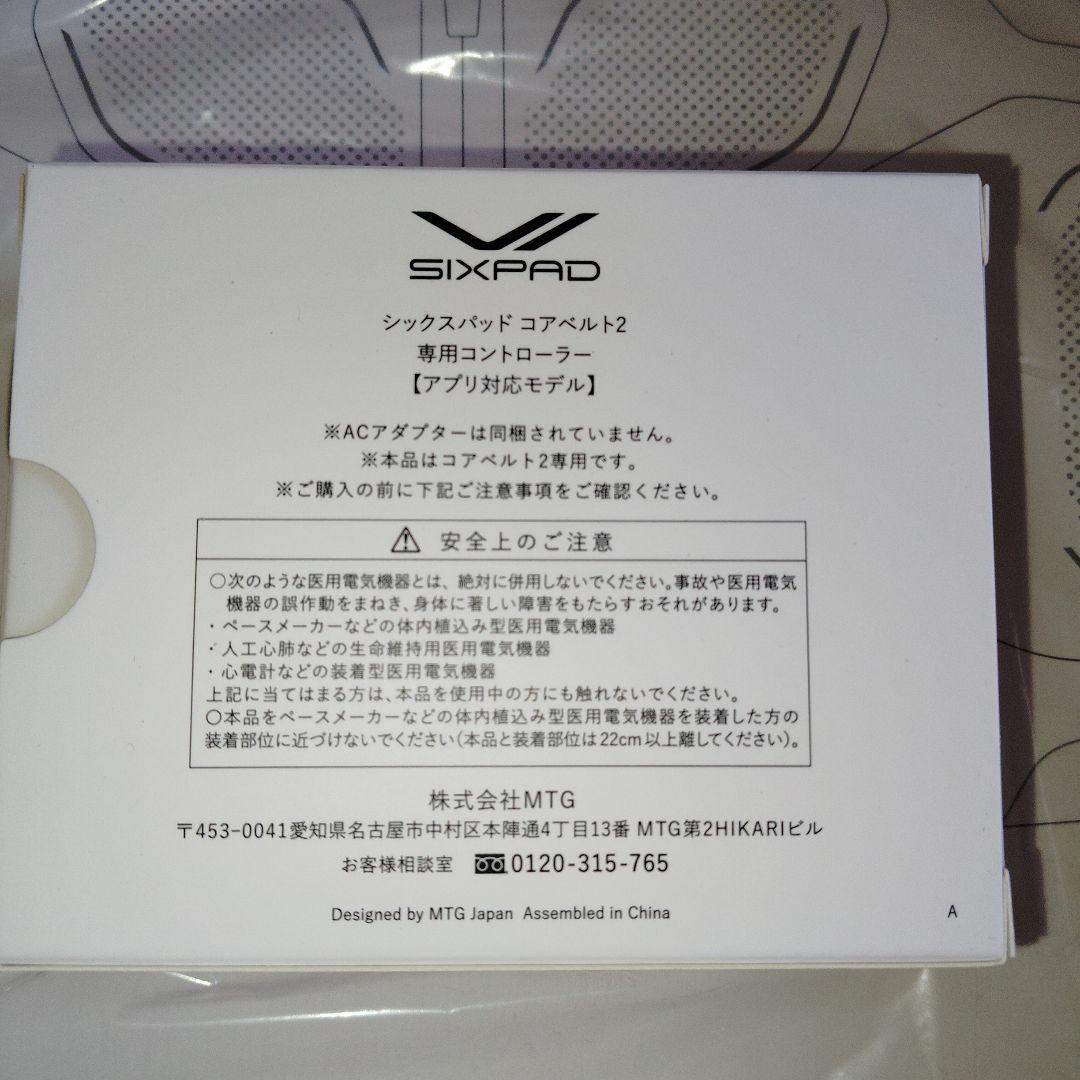 SIXPAD
シックスパッド コアベルト2
専用コントローラー
【アプリ対応モデル】
※ACアダプターは同梱されていません。
※本品はコアベルト2専用です。
※ご購入の前に下記ご注意事項をご確認ください。
安全上のご注意
○次のような医用電気機器とは、絶対に併用しないでください。事故や医用電気
機器の誤作動をまねき、身体に著しい障害をもたらすおそれがあります。
・ペースメーカーなどの体内植込み型医用電気機器
・人工心肺などの生命維持用医用電気機器
・心電計などの装着型医用電気機器
上記に当てはまる方は、本品を使用中の方にも触れないでください。
○本品をペースメーカーなどの体内植込み型医用電気機器を装着した方の
装着部位に近づけないでください(本品と装着部位は22cm以上離してください)。
株式会社MTG
〒453-0041愛知県名古屋市中村区本陣通4丁目13番 MTG第2HIKARIビル
お客様相談室 0120-315-765
Designed by MTG Japan Assembled in China
A